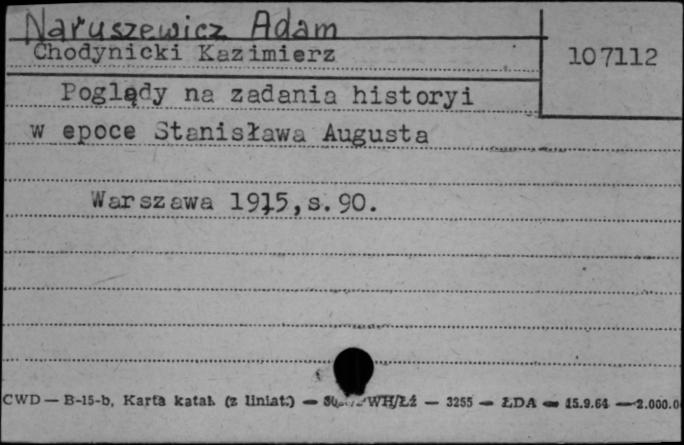 Naruszewicz Adam
Chodynicki Kazimierz
107112
Poglądy na zadania historyi
w epoce Stanisława Augusta
Warszawa 1915, s. 90.
CWD — B-15-b, Karta katal. (z liniat.) — WH/Łź — 3255 — ŁDA — 15.9.64 — 2.000.0